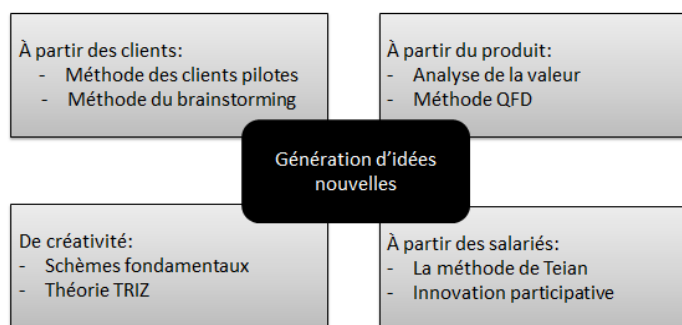 À partir des clients:
- Méthode des clients pilotes
- Méthode du brainstorming
À partir du produit:
- Analyse de la valeur
- Méthode QFD
Génération d'idées
nouvelles
De créativité:
- Schèmes fondamentaux
- Théorie TRIZ
À partir des salariés:
- La méthode de Teian
- Innovation participative